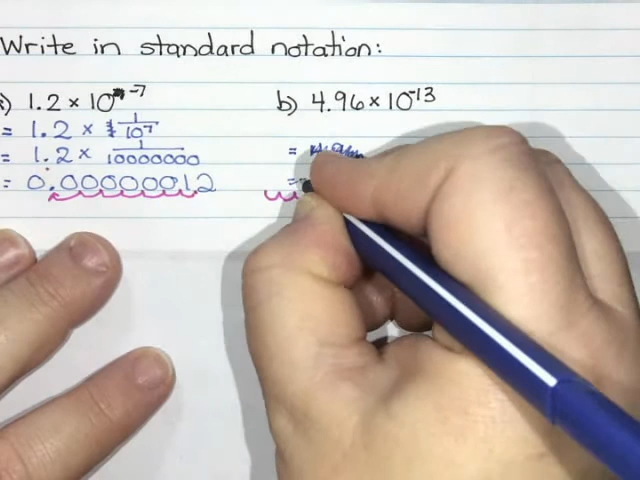 Write in standard notation:
) 1.2 × 10⁻⁷
b) 4.96 × 10⁻¹³
= 1.2 × 1/10⁷
= 1.2 × 1/10000000
= 0.00000012
=
=